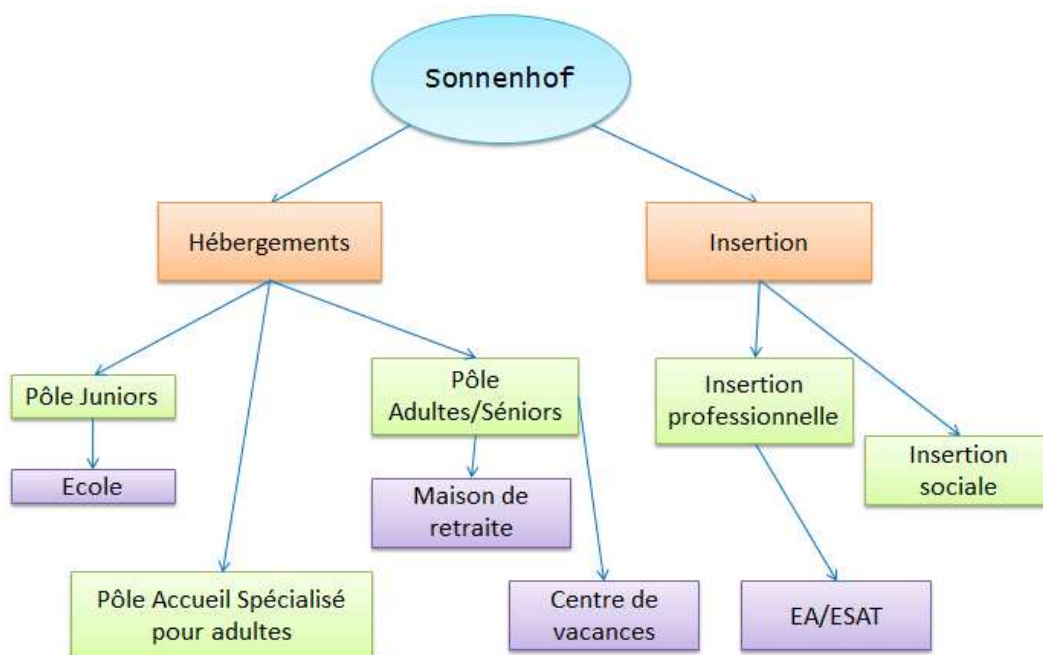 Sonnenhof
Hébergements
Insertion
Pôle Juniors
Pôle
Adultes/Séniors
Insertion
professionnelle
Insertion
sociale
Ecole
Maison de
retraite
Pôle Accueil Spécialisé
pour adultes
Centre de
vacances
EA/ESAT